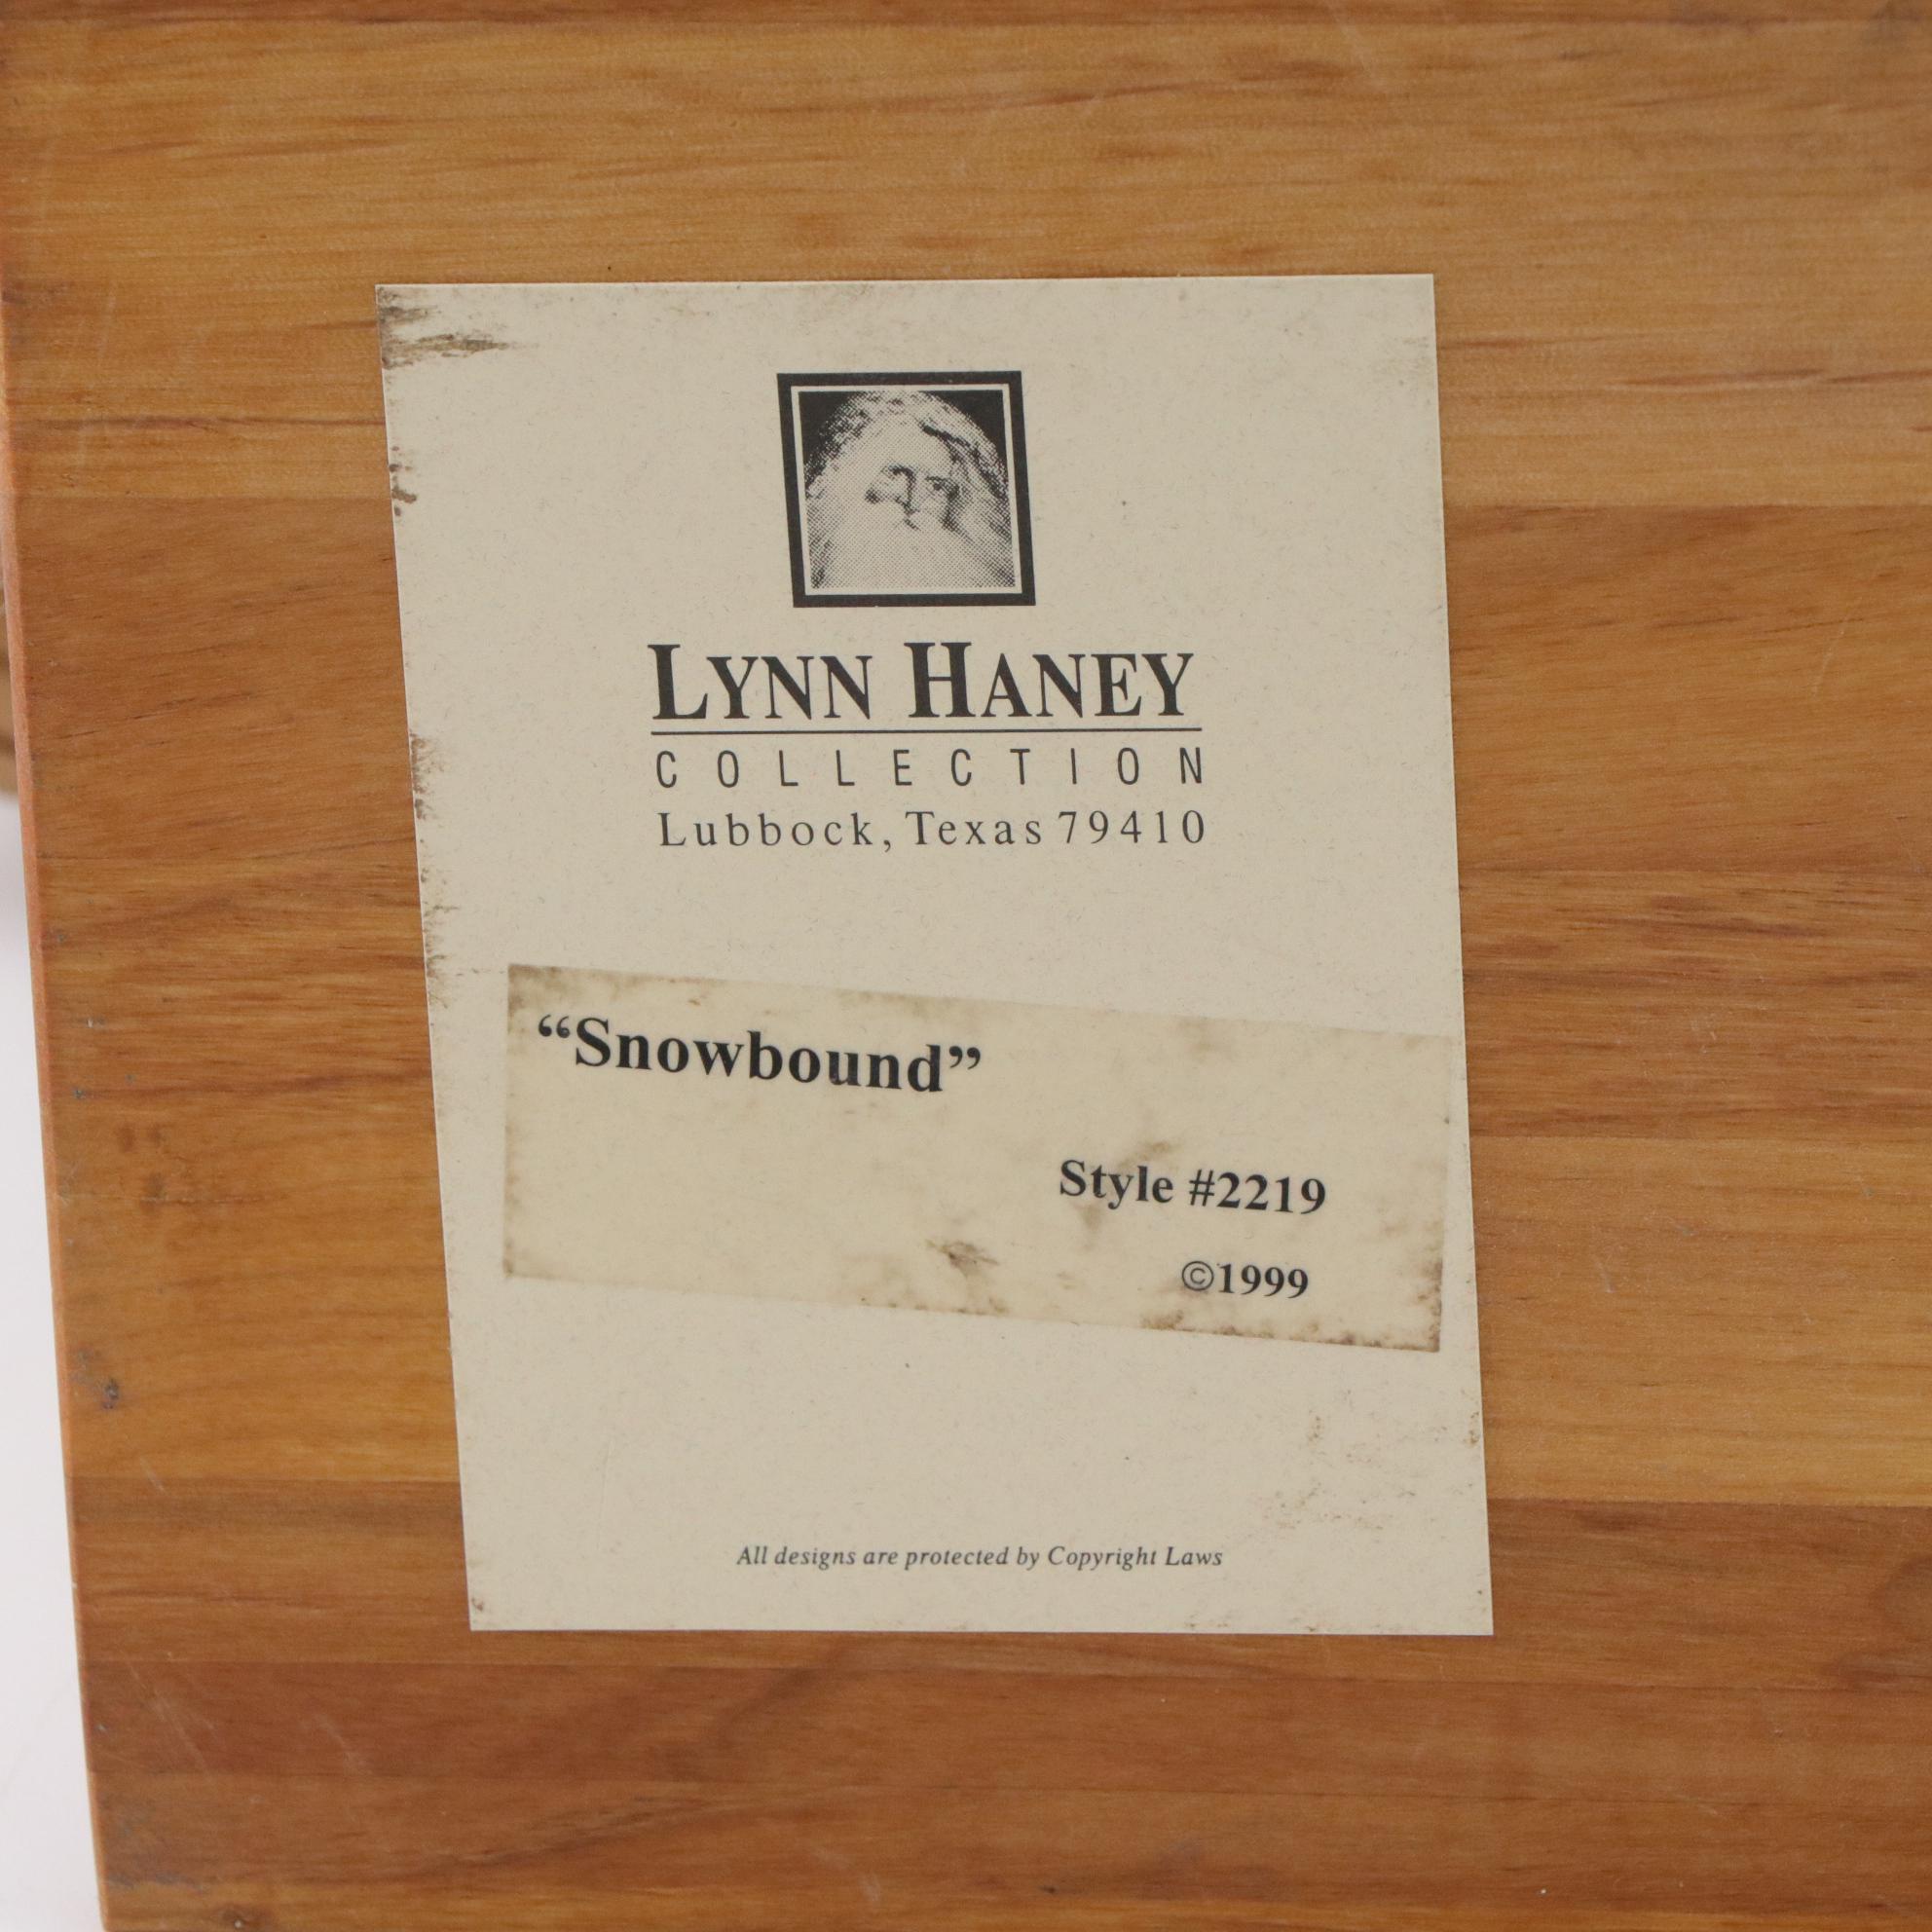 LYNN HANEY
COLLECTION
Lubbock, Texas 79410
“Snowbound”
Style #2219
©1999
All designs are protected by Copyright Laws